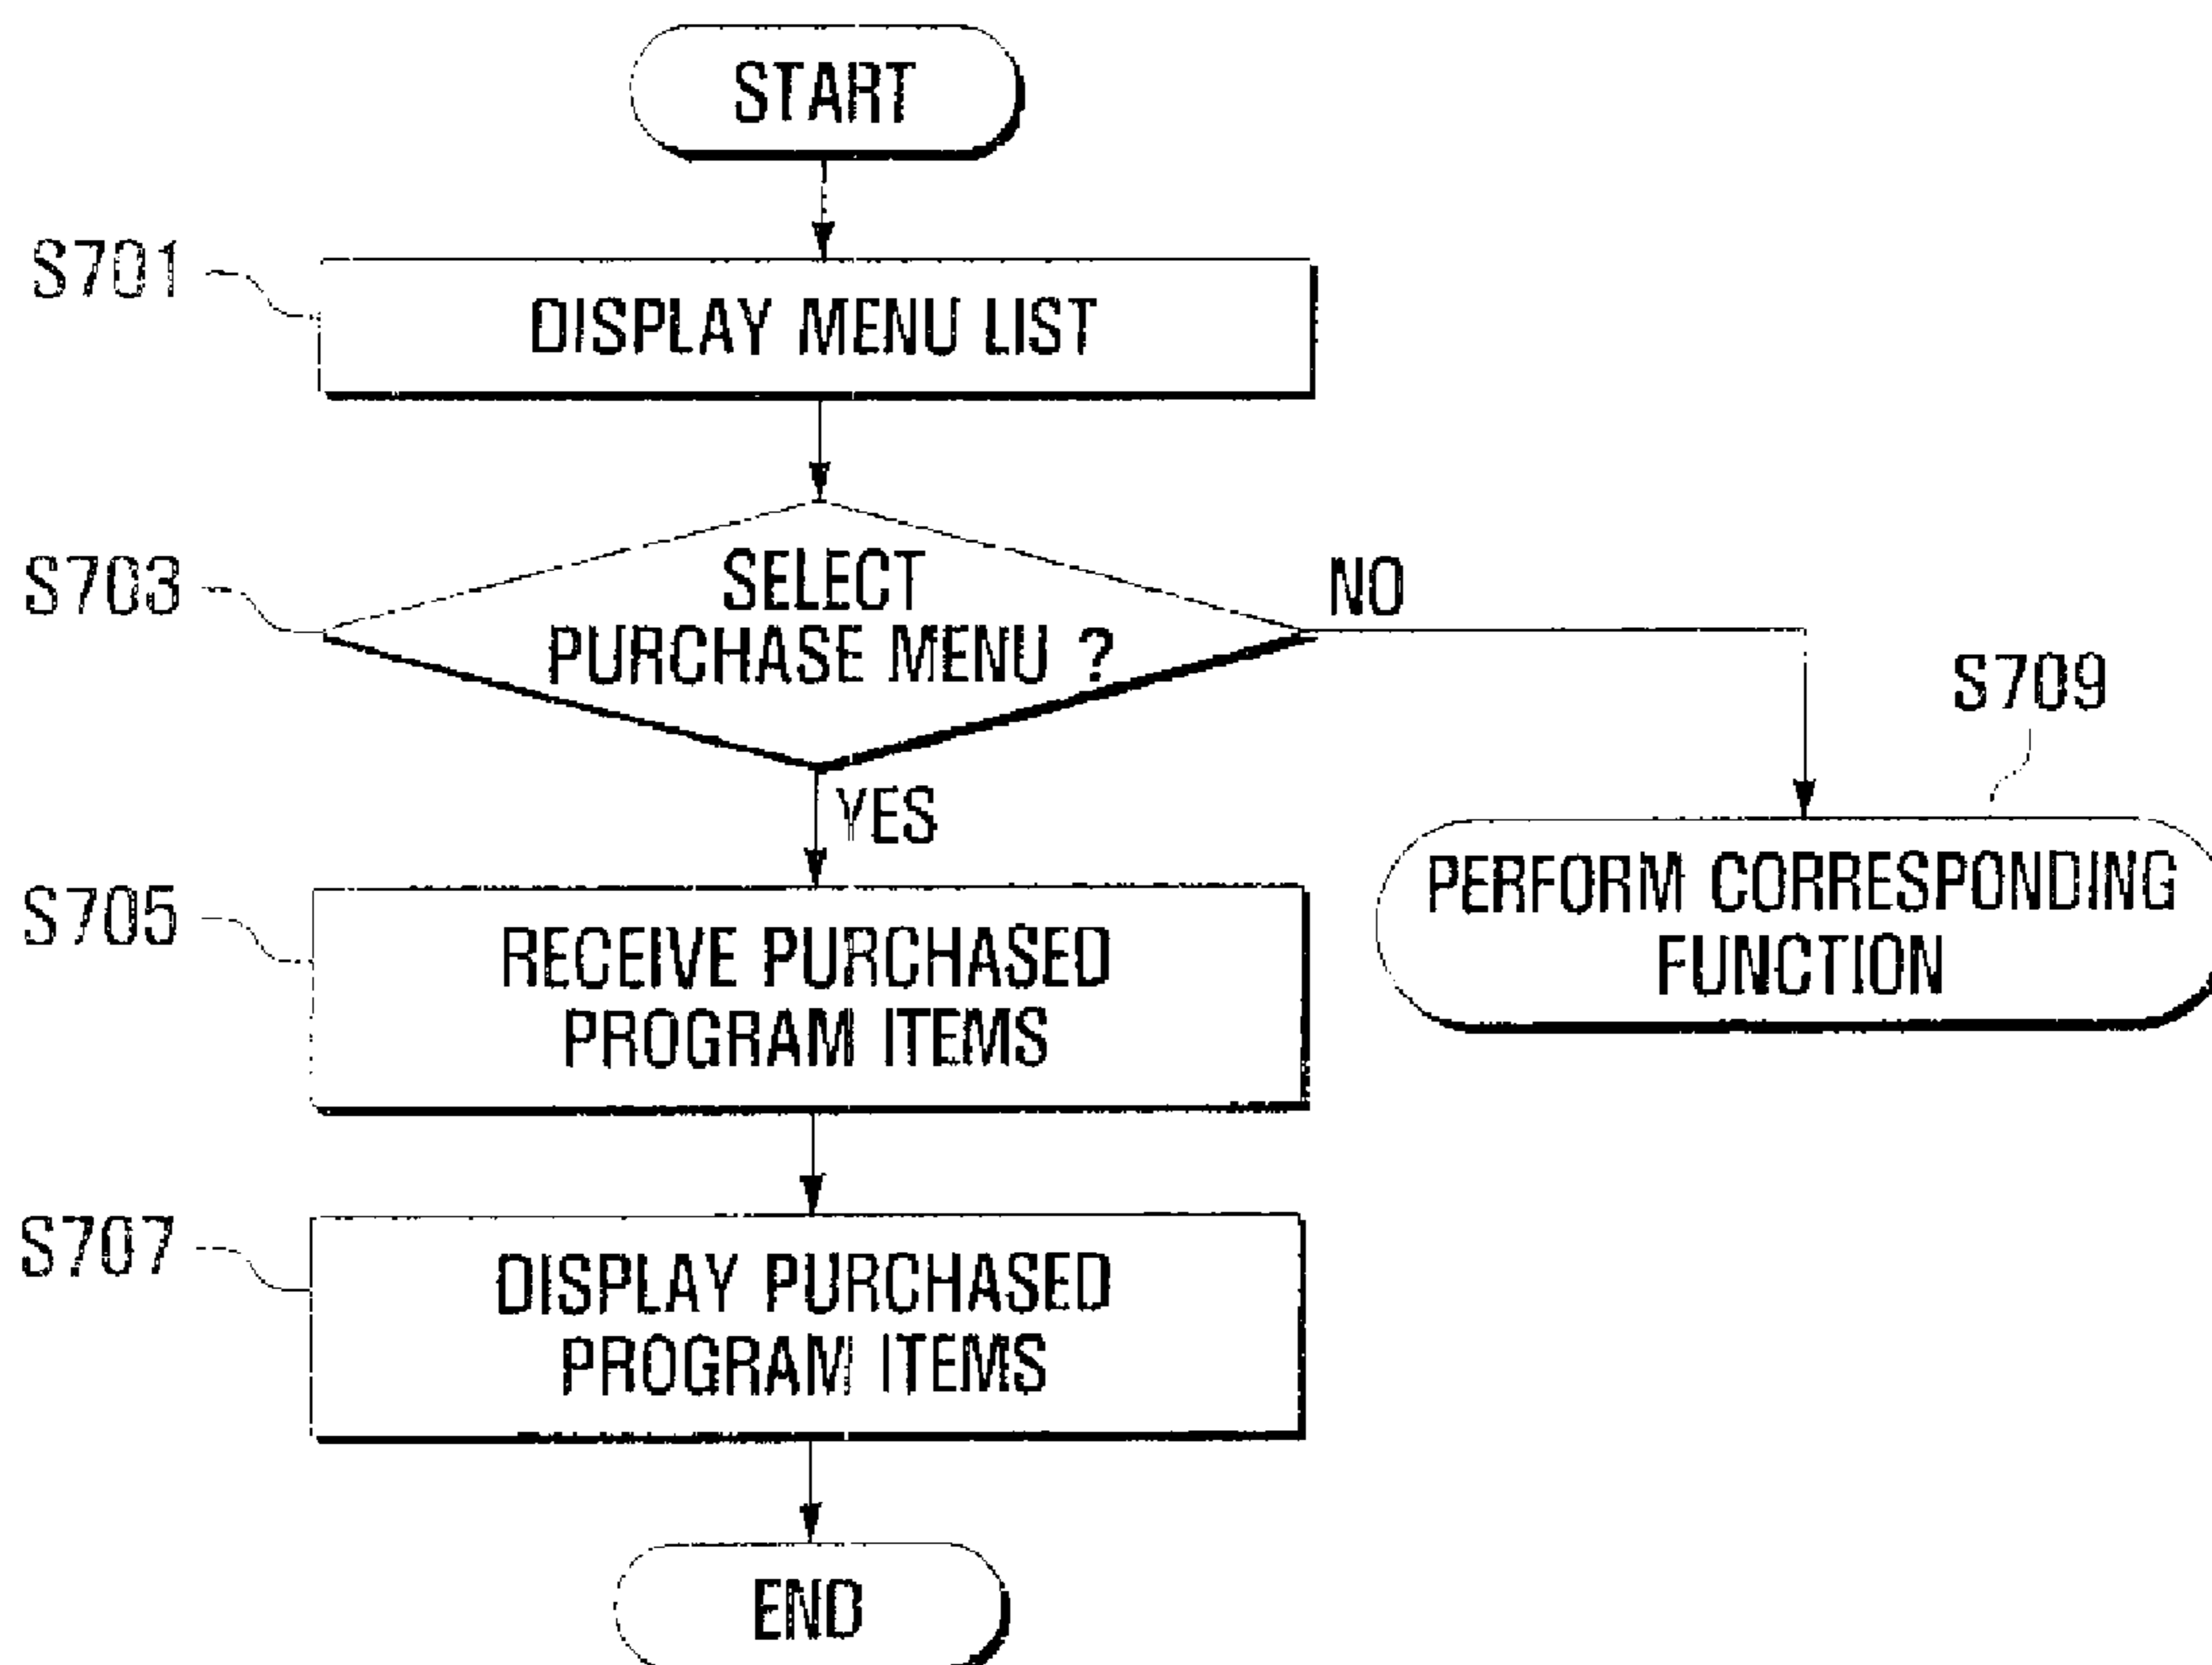 START
S701
DISPLAY MENU LIST
S703
SELECT
PURCHASE MENU ?
NO
S709
YES
PERFORM CORRESPONDING
FUNCTION
S705
RECEIVE PURCHASED
PROGRAM ITEMS
S707
DISPLAY PURCHASED
PROGRAM ITEMS
END